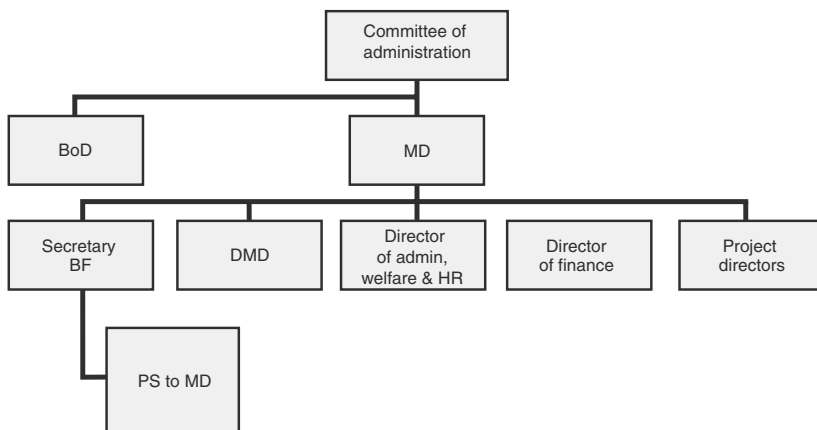 Committee of
administration
BoD
MD
Secretary
BF
DMD
Director
of admin,
welfare & HR
Director
of finance
Project
directors
PS to MD